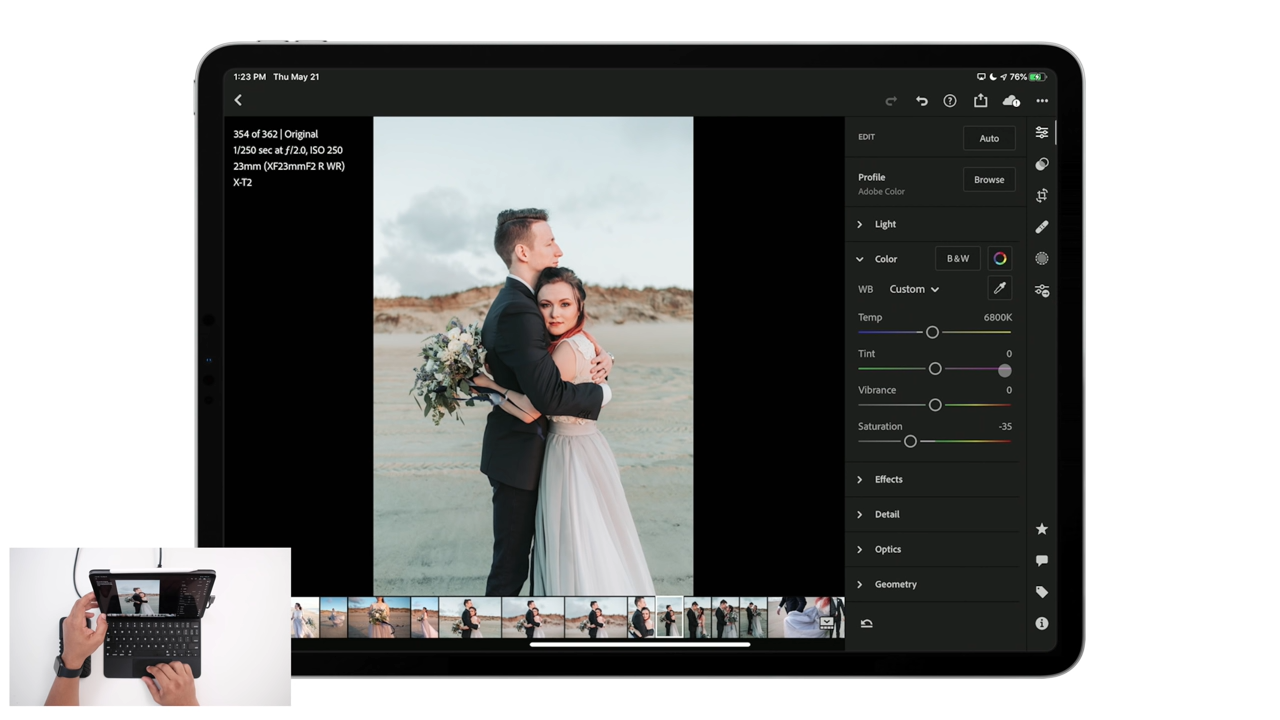 1:23 PM Thu May 21
76%
354 of 362 | Original
1/250 sec at ƒ/2.0, ISO 250
23mm (XF23mmF2 R WR)
X-T2
EDIT
Auto
Profile
Adobe Color
Browse
Light
Color
B&W
WB Custom
Temp 6800K
Tint 0
Vibrance 0
Saturation -35
Effects
Detail
Optics
Geometry